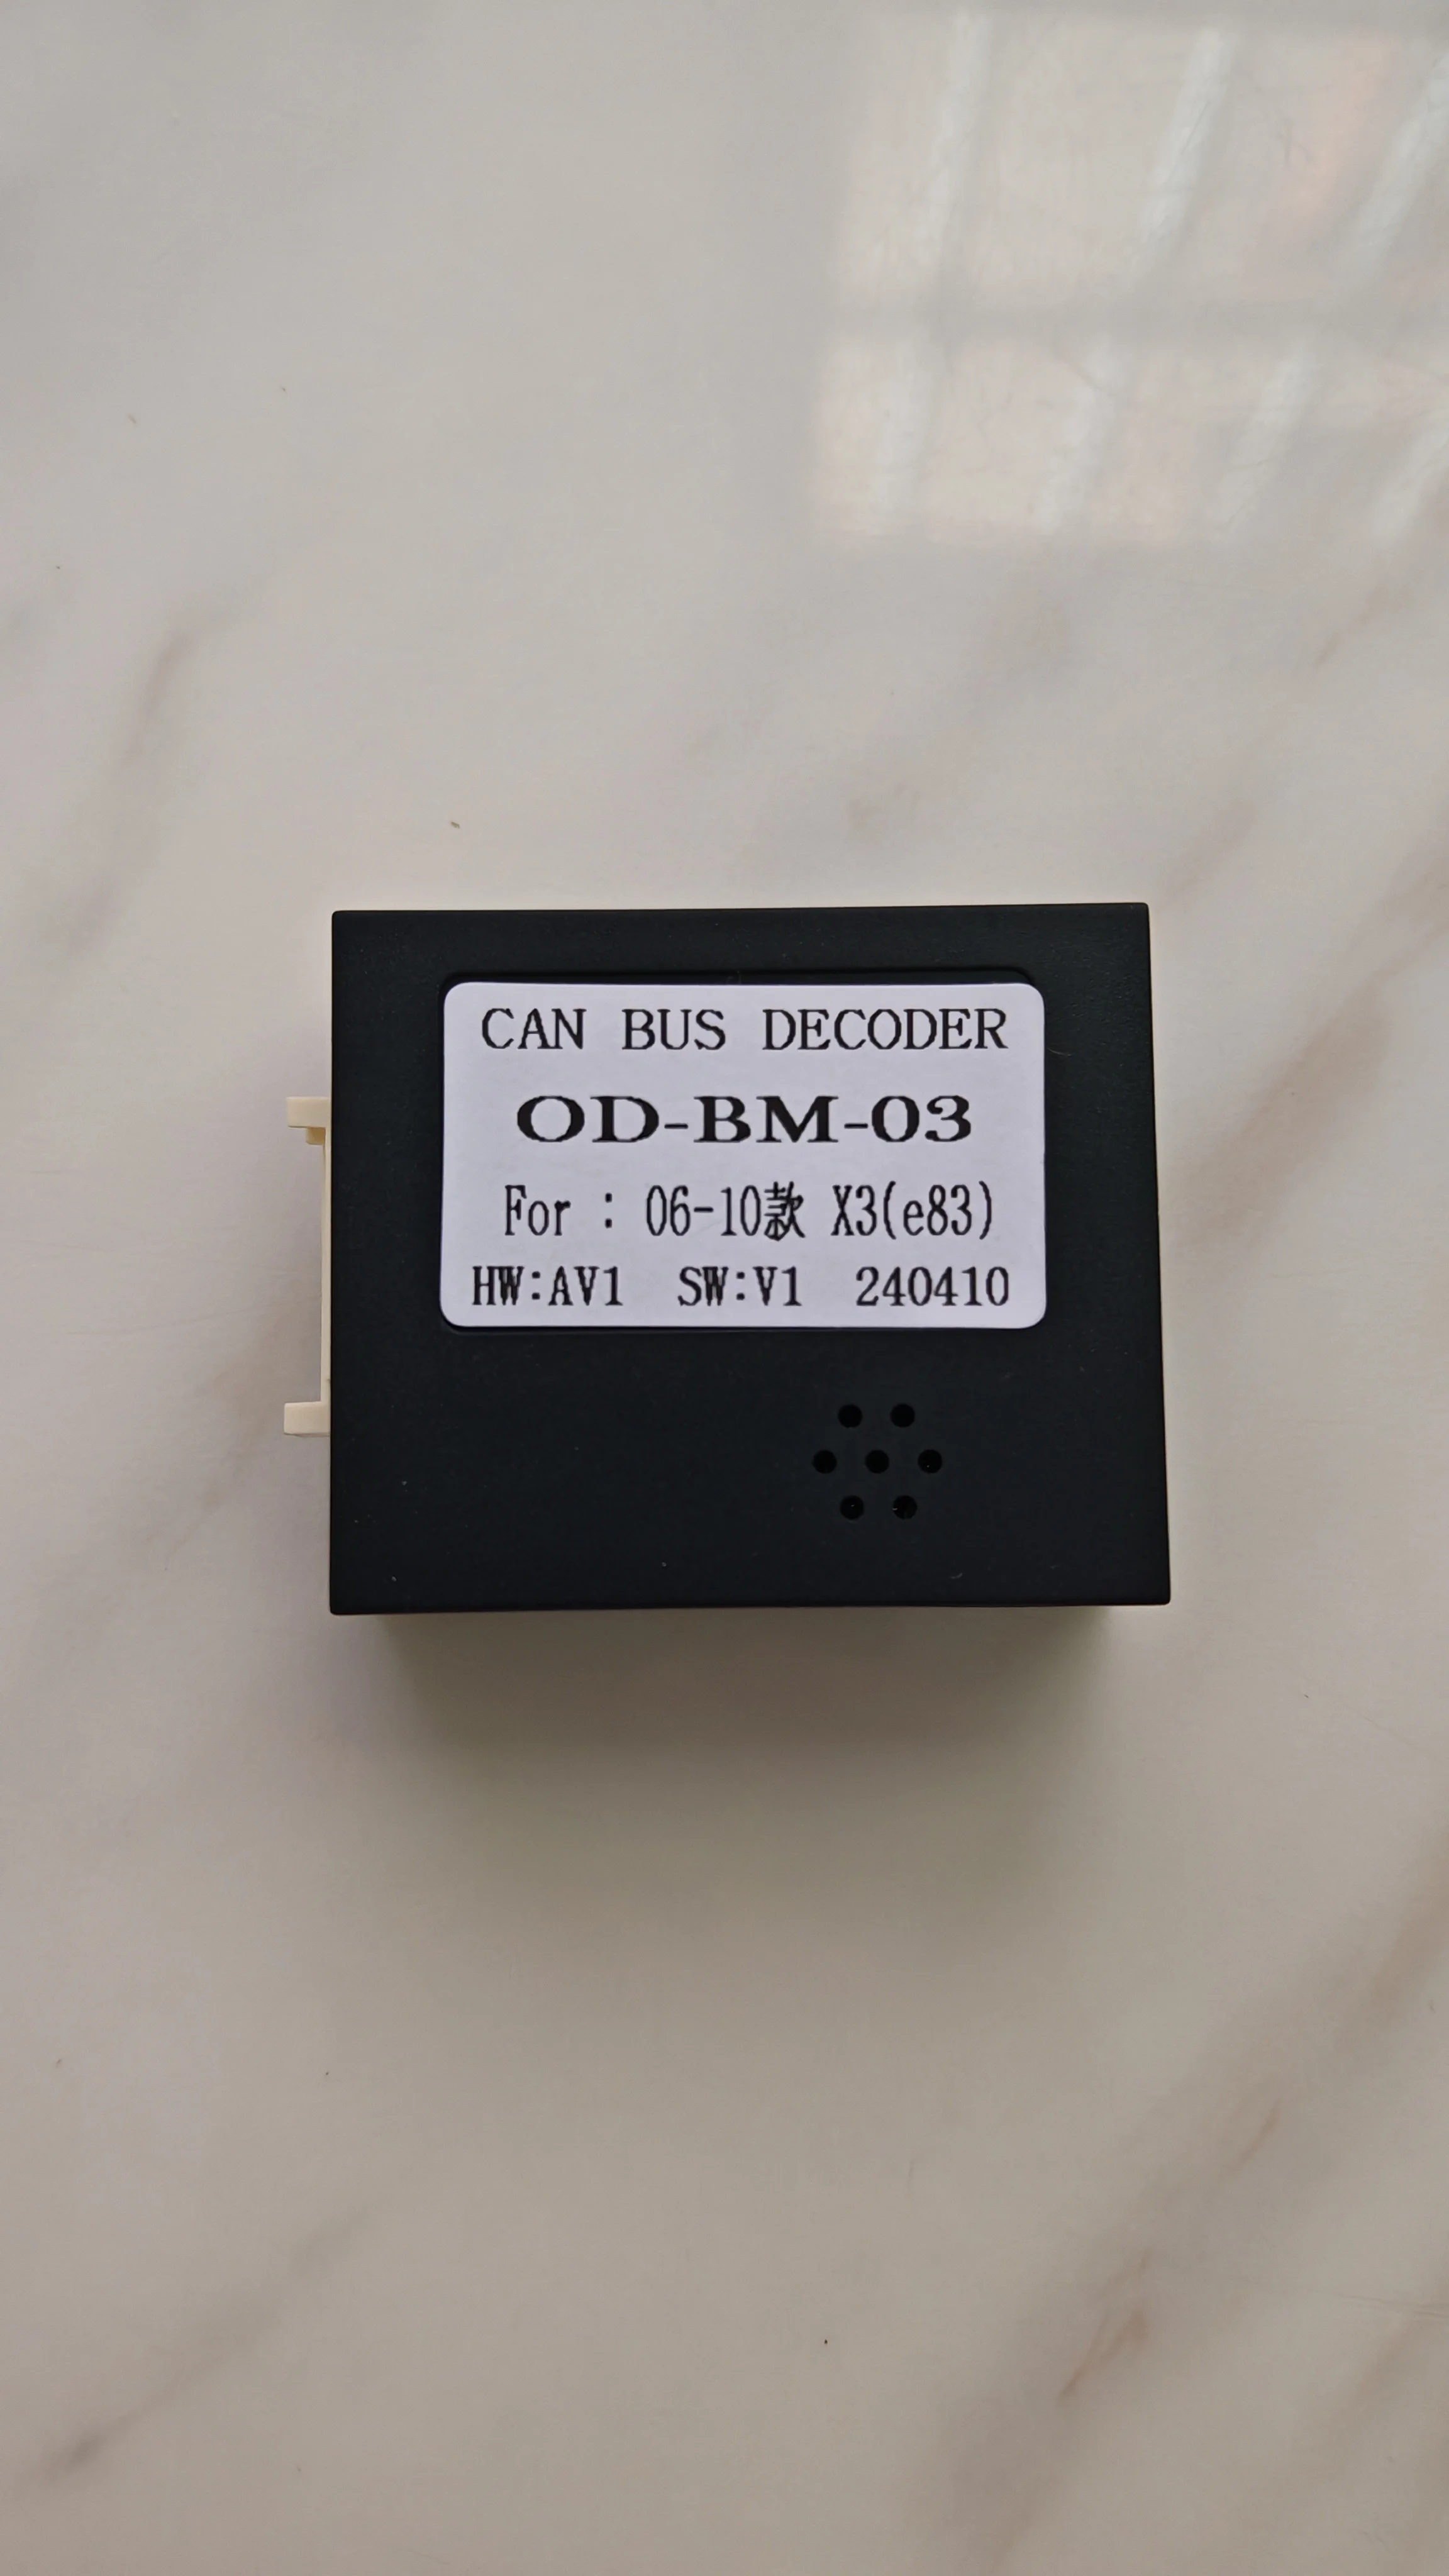 CAN BUS DECODER
OD-BM-03
For : 06-10款 X3(e83)
HW:AV1 SW:V1 240410